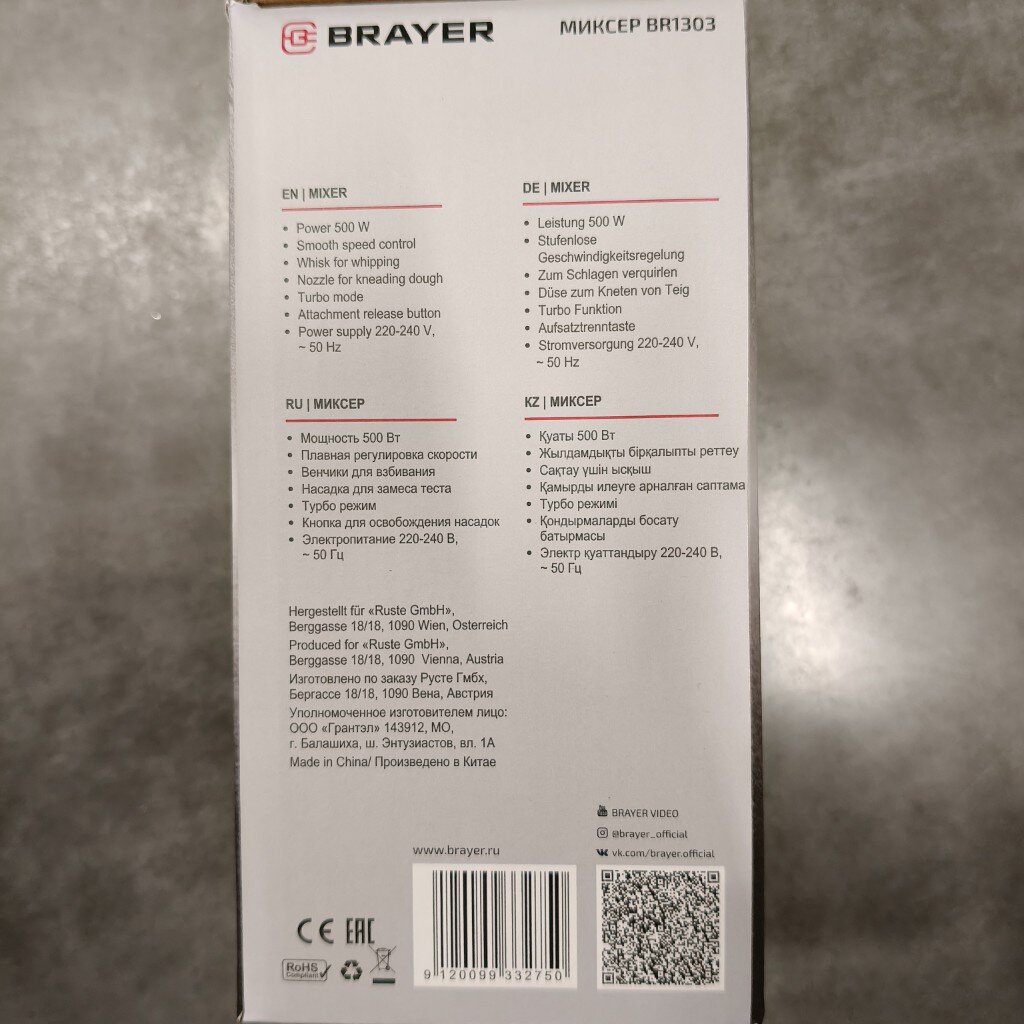 BRAYER
МИКСЕР BR1303
EN | MIXER
• Power 500 W
• Smooth speed control
• Whisk for whipping
• Nozzle for kneading dough
• Turbo mode
• Attachment release button
• Power supply 220-240 V,
~ 50 Hz
DE | MIXER
• Leistung 500 W
• Stufenlose
Geschwindigkeitsregelung
• Zum Schlagen verquirlen
• Düse zum Kneten von Teig
• Turbo Funktion
• Aufsatztrenntaste
• Stromversorgung 220-240 V,
~ 50 Hz
RU | МИКСЕР
• Мощность 500 Вт
• Плавная регулировка скорости
• Венчики для взбивания
• Насадка для замеса теста
• Турбо режим
• Кнопка для освобождения насадок
• Электропитание 220-240 В,
~ 50 Гц
KZ | МИКСЕР
• Қуаты 500 Вт
• Жылдамдықты бірқалыпты реттеу
• Сақтау үшін ысқыш
• Қамырды илеуге арналған саптама
• Турбо режимі
• Қондырмаларды босату
батырмасы
• Электр қуаттандыру 220-240 В,
~ 50 Гц
Hergestellt für «Ruste GmbH»,
Berggasse 18/18, 1090 Wien, Osterreich
Produced for «Ruste GmbH»,
Berggasse 18/18, 1090 Vienna, Austria
Изготовлено по заказу Русте Гмбх,
Бергассе 18/18, 1090 Вена, Австрия
Уполномоченное изготовителем лицо:
ООО «Грантэл» 143912, МО,
г. Балашиха, ш. Энтузиастов, вл. 1А
Made in China/ Произведено в Китае
BRAYER VIDEO
@brayer_official
vk.com/brayer.official
www.brayer.ru
CE EAC
RoHS
Compliant
9 120099 332750